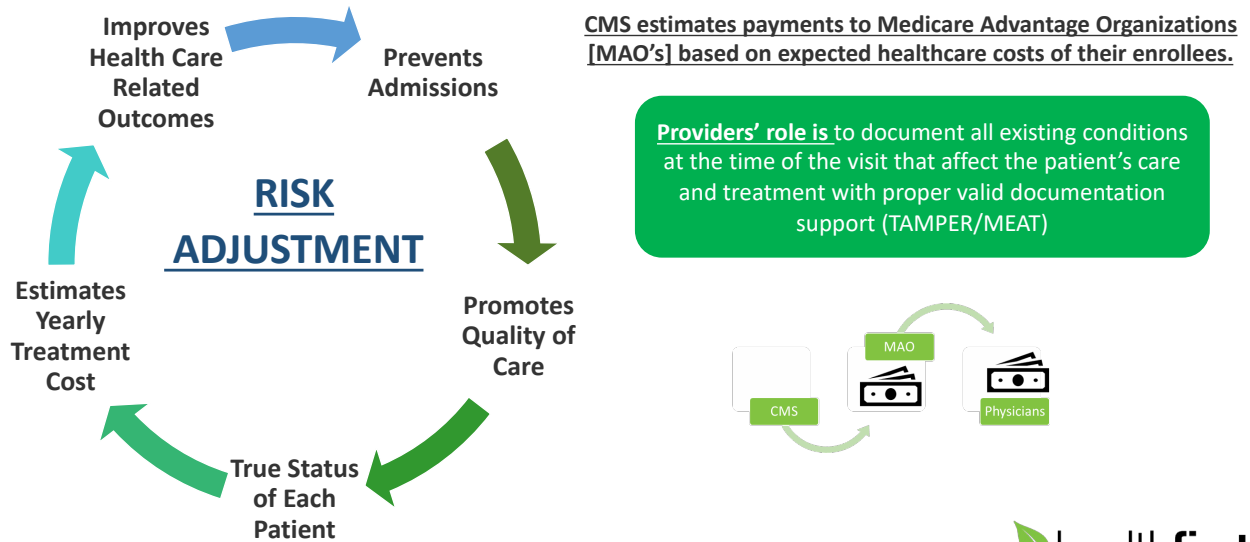 Improves
Health Care
Related
Outcomes
Prevents
Admissions
Promotes
Quality of
Care
True Status
of Each
Patient
Estimates
Yearly
Treatment
Cost
RISK
ADJUSTMENT
CMS estimates payments to Medicare Advantage Organizations
[MAO's] based on expected healthcare costs of their enrollees.
Providers' role is to document all existing conditions
at the time of the visit that affect the patient's care
and treatment with proper valid documentation
support (TAMPER/MEAT)
CMS
MAO
Physicians